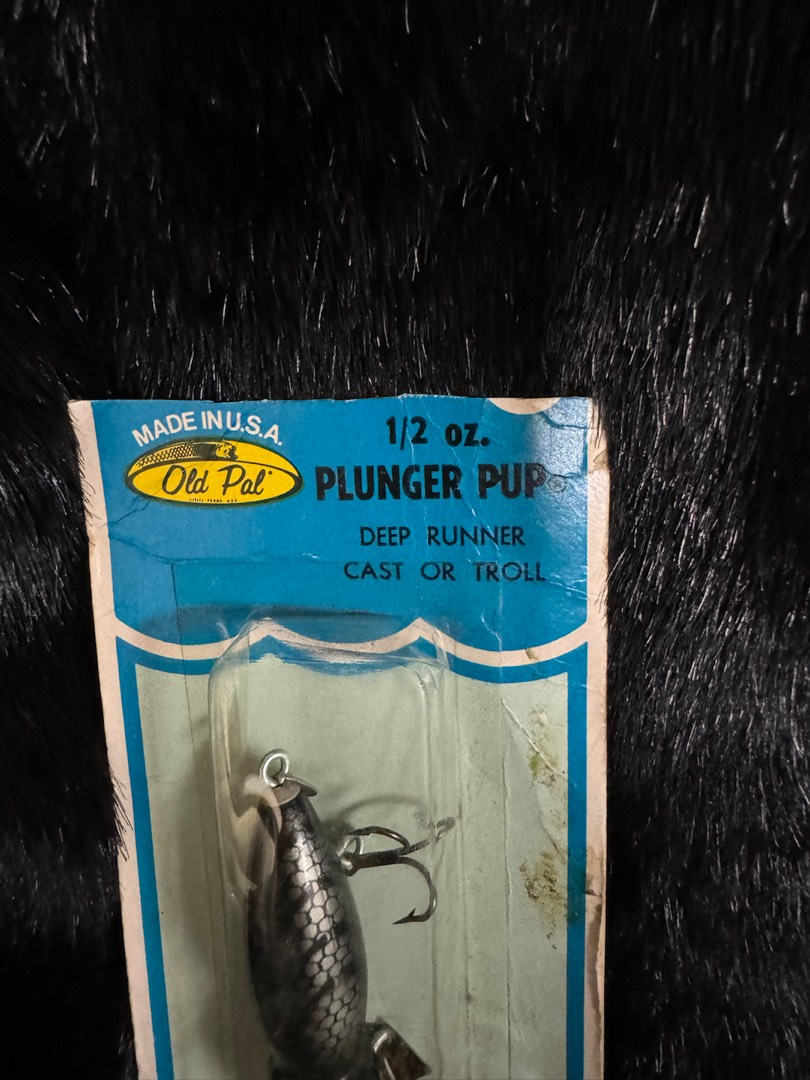 MADE IN U.S.A.
Old Pal®
1/2 oz.
PLUNGER PUP®
DEEP RUNNER
CAST OR TROLL